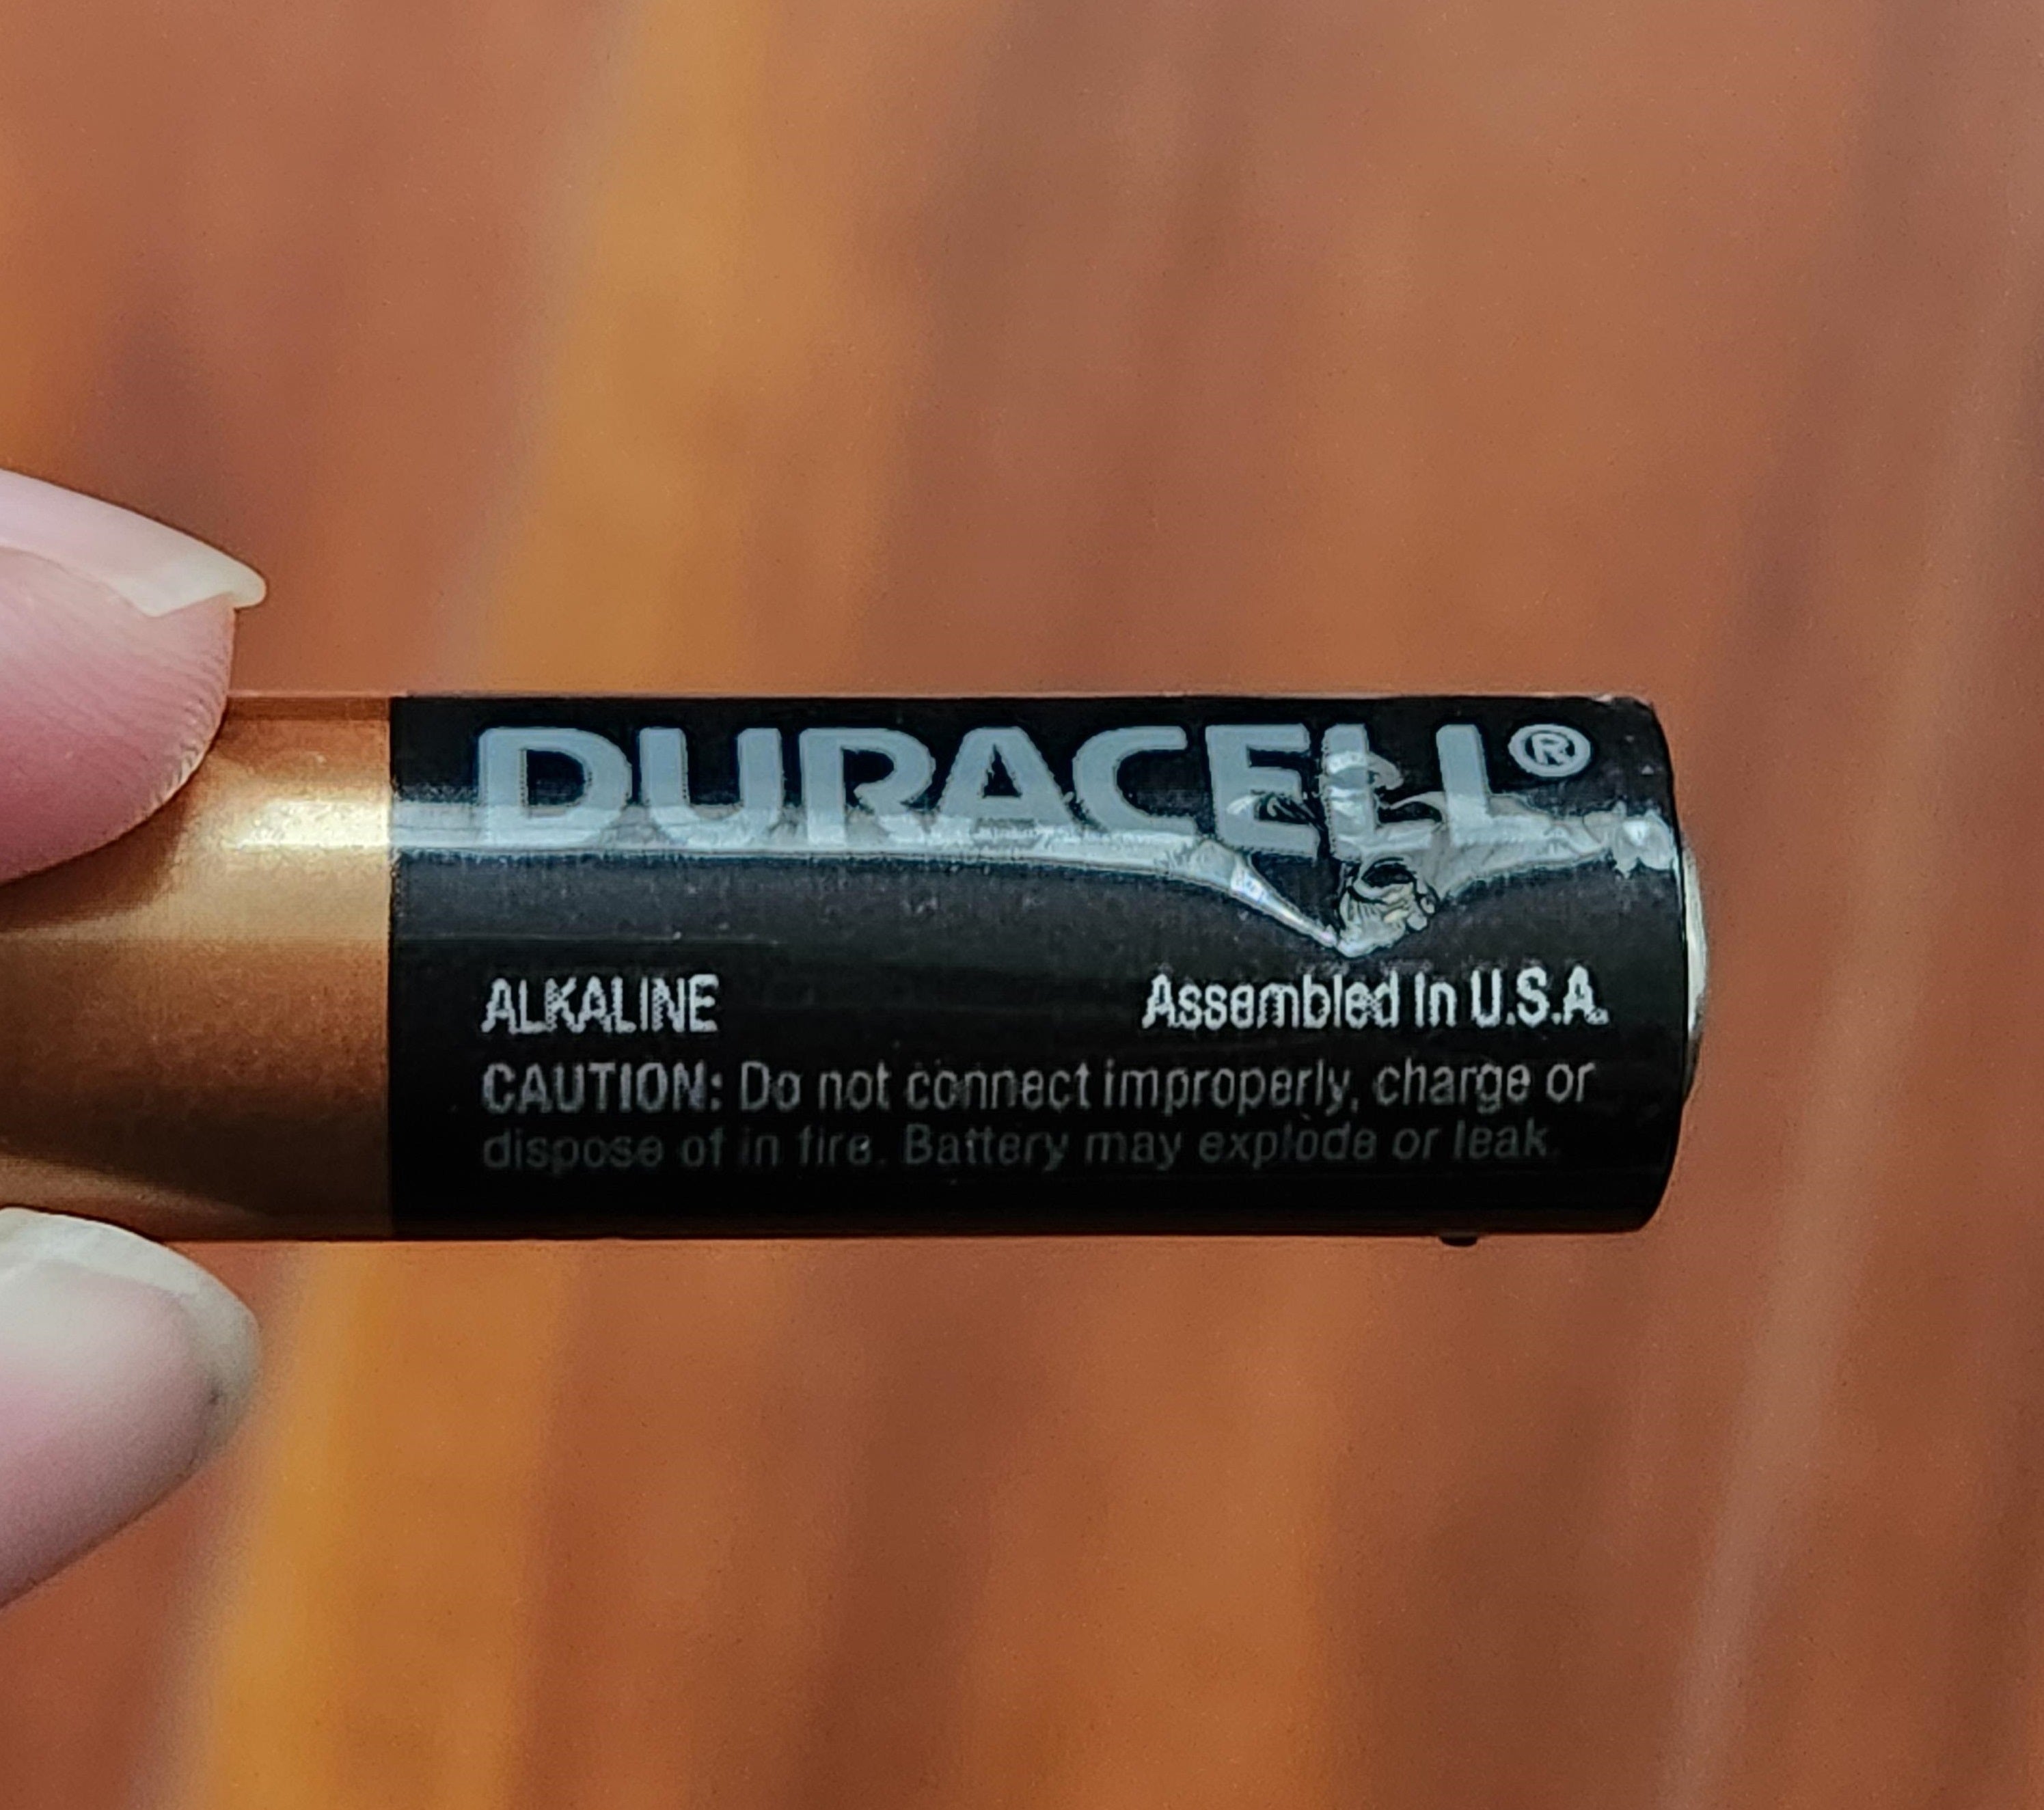 DURACELL®
ALKALINE Assembled in U.S.A.
CAUTION: Do not connect improperly, charge or
dispose of in fire. Battery may explode or leak.